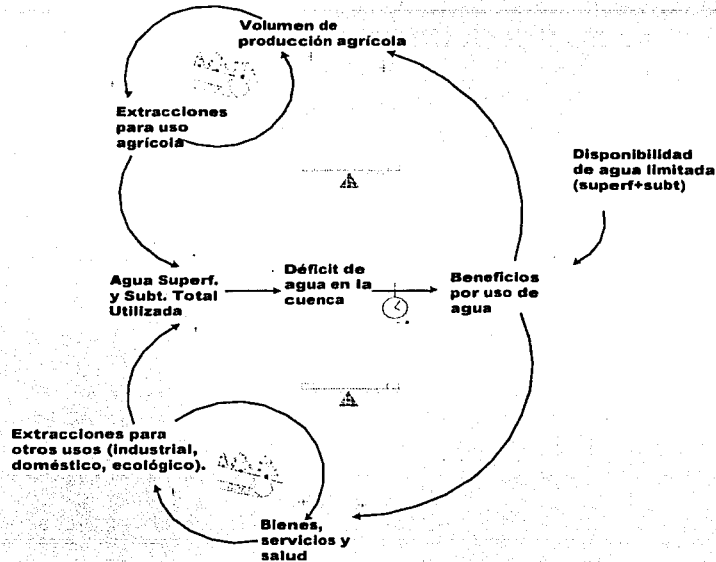 Volumen de
producción agrícola
Extracciones
para uso
agrícola
Disponibilidad
de agua limitada
(superf+subt)
Agua Superf.
y Subt. Total
Utilizada
Déficit de
agua en la
cuenca
Beneficios
por uso de
agua
Extracciones para
otros usos (industrial,
doméstico, ecológico).
Bienes,
servicios y
salud